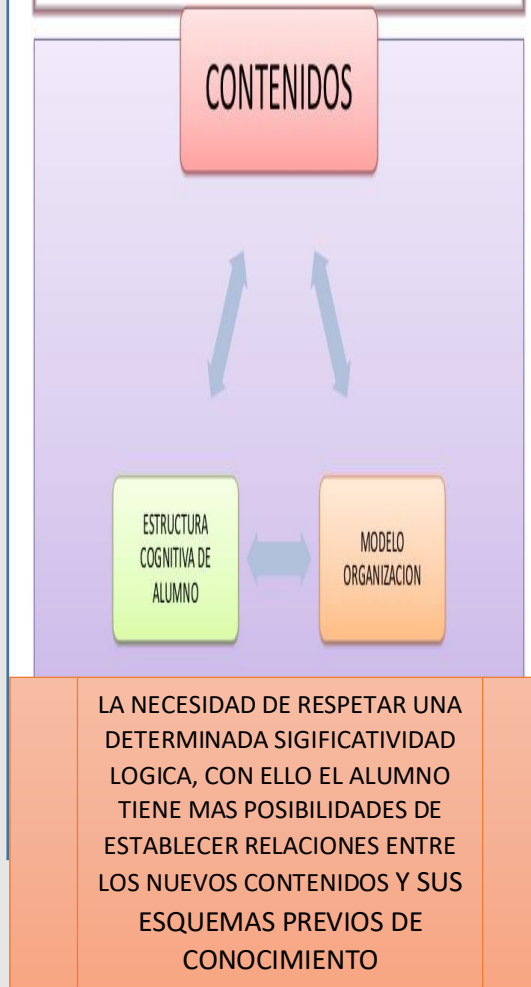 CONTENIDOS
ESTRUCTURA
COGNITIVA DE
ALUMNO
MODELO
ORGANIZACION
LA NECESIDAD DE RESPETAR UNA
DETERMINADA SIGIFICATIVIDAD
LOGICA, CON ELLO EL ALUMNO
TIENE MAS POSIBILIDADES DE
ESTABLECER RELACIONES ENTRE
LOS NUEVOS CONTENIDOS Y SUS
ESQUEMAS PREVIOS DE
CONOCIMIENTO